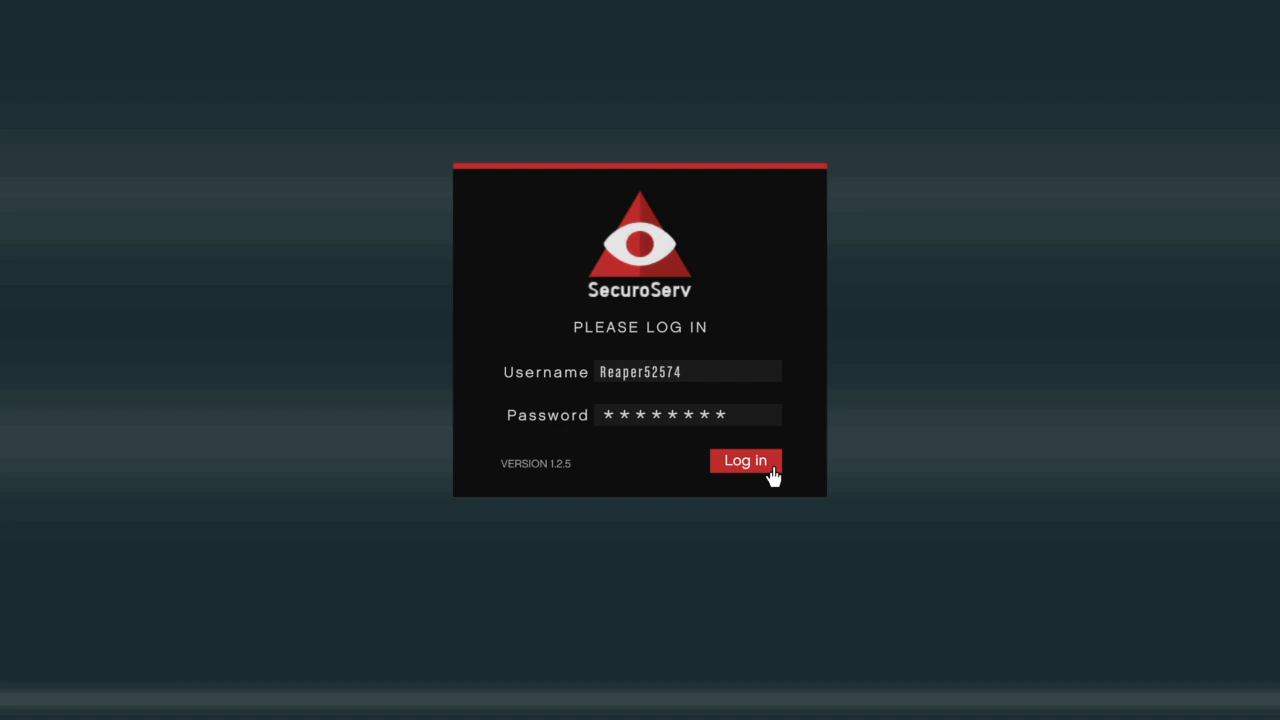 SecuroServ
PLEASE LOG IN
Username Reaper52574
Password ********
VERSION 1.2.5 Log in